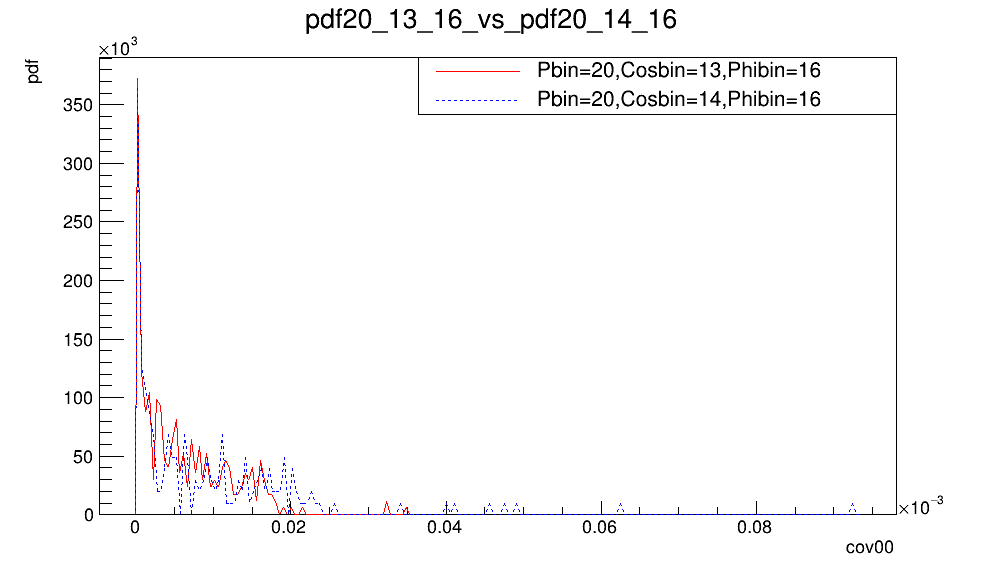 pdf20_13_16_vs_pdf20_14_16
×10³
pdf
Pbin=20,Cosbin=13,Phibin=16
Pbin=20,Cosbin=14,Phibin=16
350
300
250
200
150
100
50
0
0 0.02 0.04 0.06 0.08 ×10⁻³
cov00